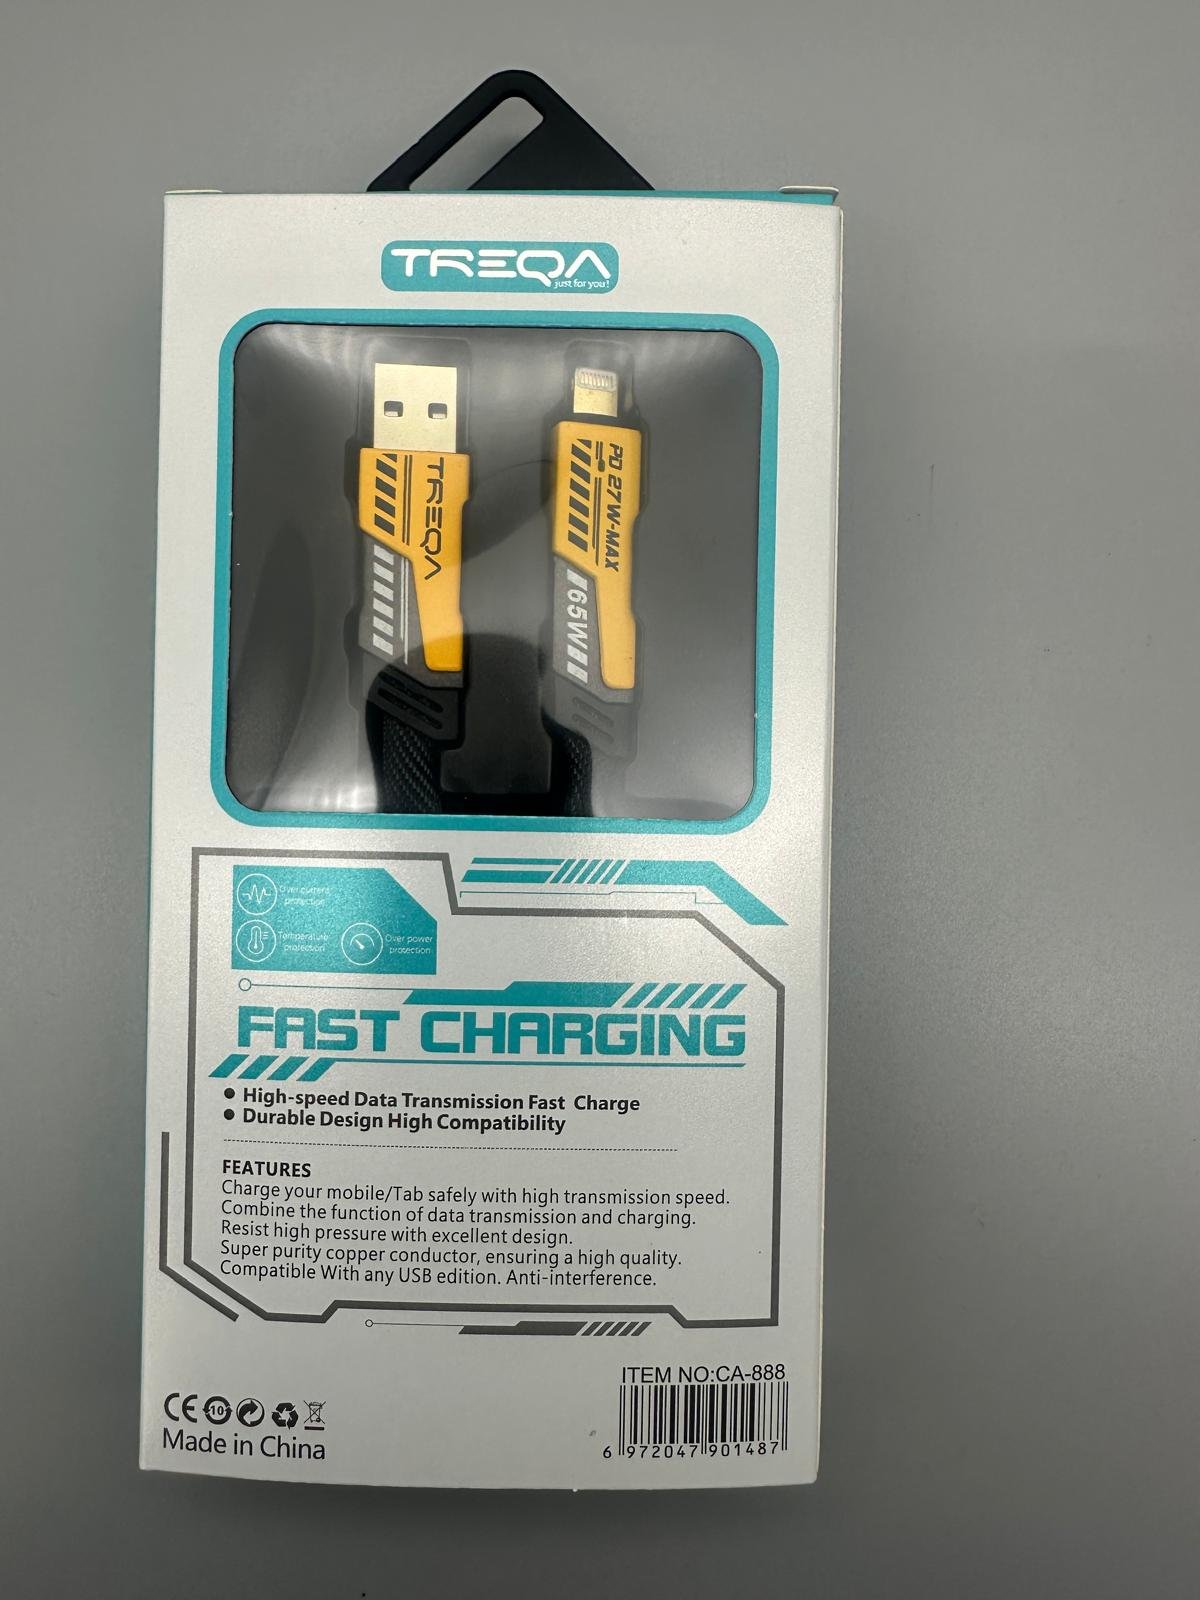 TREQA
just for you!
TREQA
PD 27W-MAX
65W
Over current
protection
Temperature
protection
Over power
protection
FAST CHARGING
● High-speed Data Transmission Fast Charge
● Durable Design High Compatibility
FEATURES
Charge your mobile/Tab safely with high transmission speed.
Combine the function of data transmission and charging.
Resist high pressure with excellent design.
Super purity copper conductor, ensuring a high quality.
Compatible With any USB edition. Anti-interference.
ITEM NO:CA-888
CE 10
Made in China
6 972047 901487